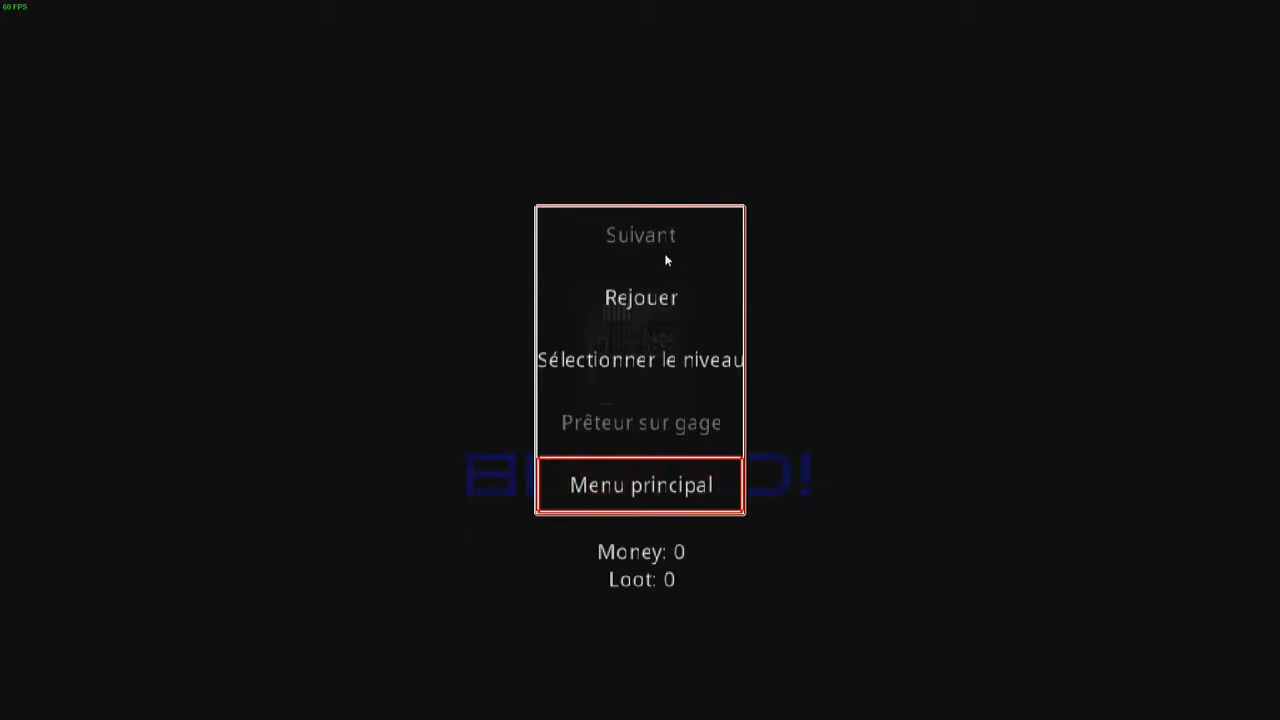 60 FPS
Suivant
Rejouer
Sélectionner le niveau
Prêteur sur gage
Menu principal
Money: 0
Loot: 0